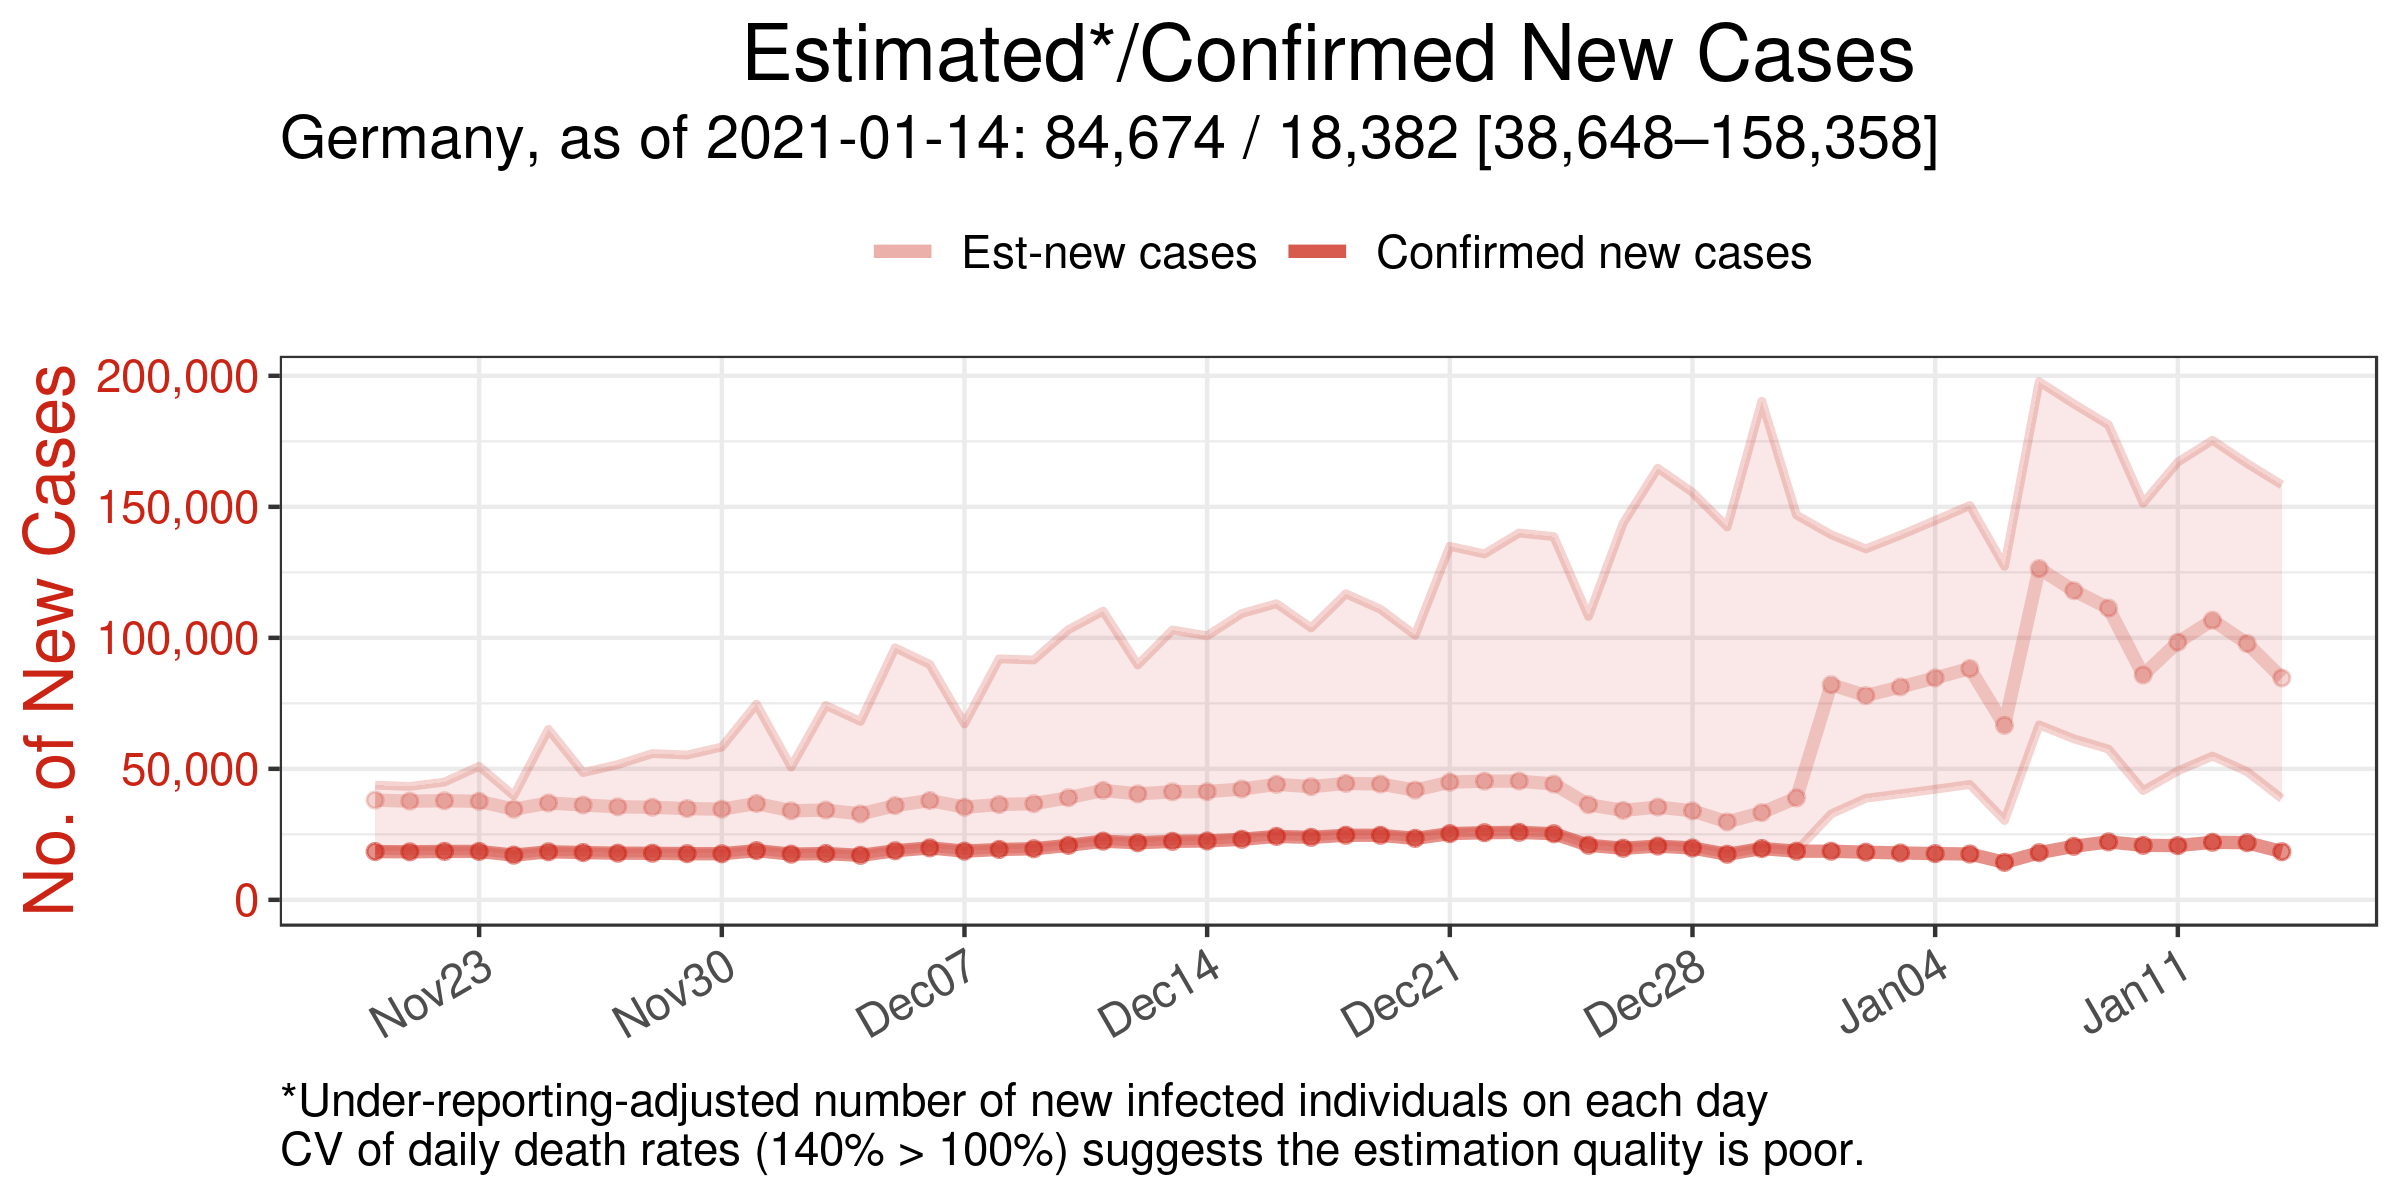 Estimated*/Confirmed New Cases
Germany, as of 2021-01-14: 84,674 / 18,382 [38,648–158,358]
Est-new cases
Confirmed new cases
No. of New Cases
200,000
150,000
100,000
50,000
0
Nov23
Nov30
Dec07
Dec14
Dec21
Dec28
Jan04
Jan11
*Under-reporting-adjusted number of new infected individuals on each day
CV of daily death rates (140% > 100%) suggests the estimation quality is poor.